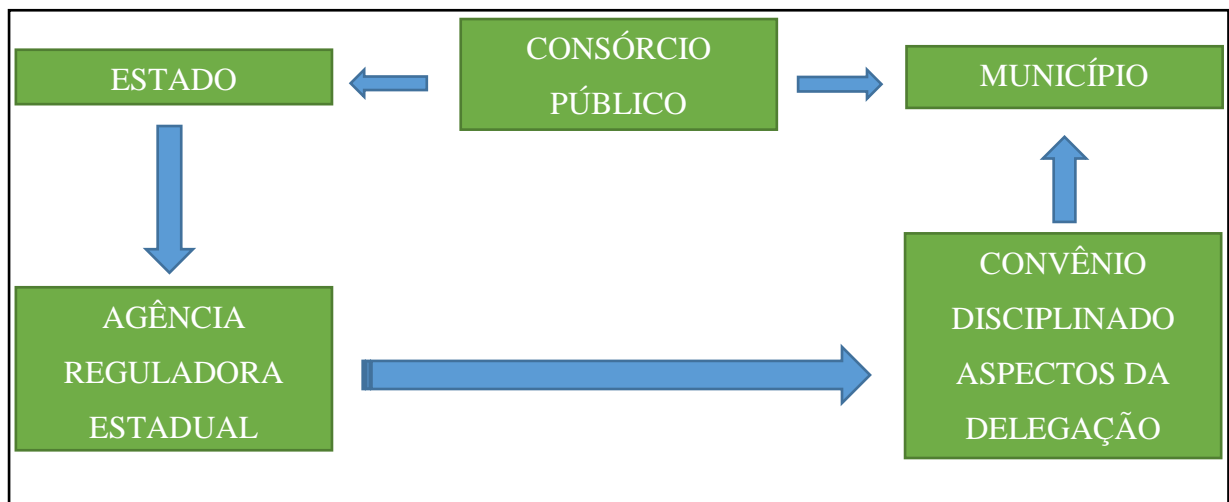 ESTADO
CONSÓRCIO
PÚBLICO
MUNICÍPIO
AGÊNCIA
REGULADORA
ESTADUAL
CONVÊNIO
DISCIPLINADO
ASPECTOS DA
DELEGAÇÃO